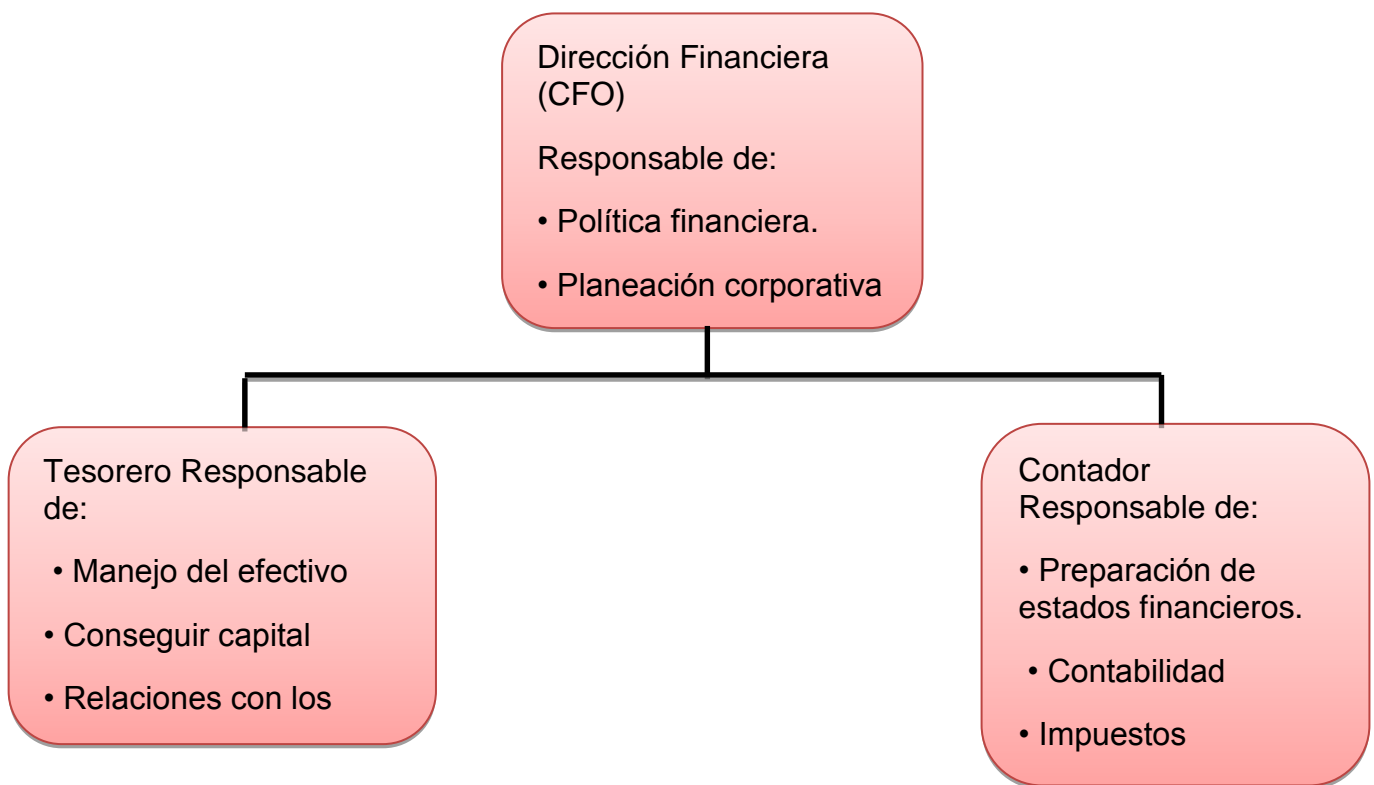 Dirección Financiera
(CFO)
Responsable de:
• Política financiera.
• Planeación corporativa
Tesorero Responsable
de:
• Manejo del efectivo
• Conseguir capital
• Relaciones con los
Contador
Responsable de:
• Preparación de
estados financieros.
• Contabilidad
• Impuestos